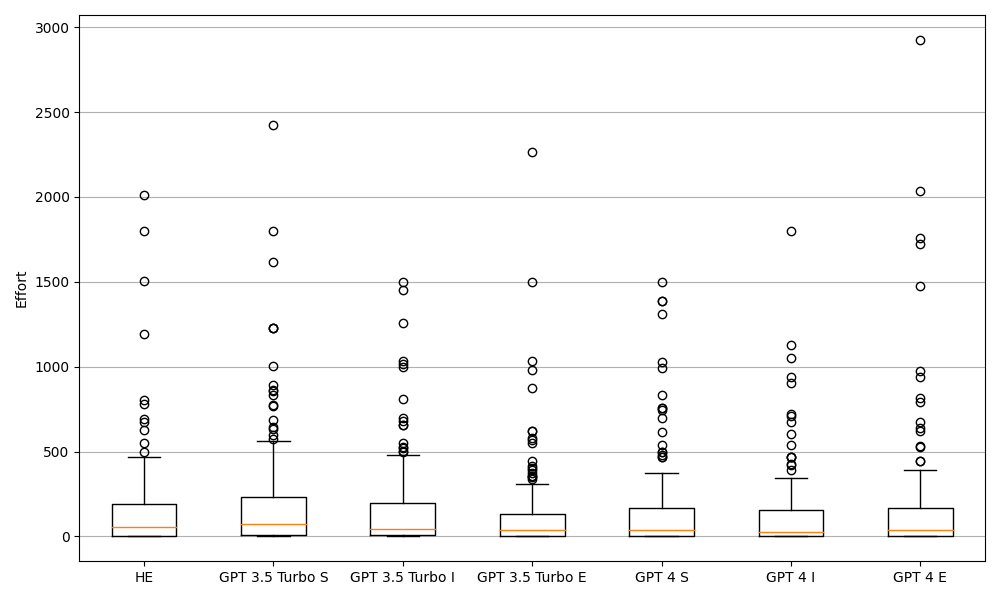 3000
2500
2000
1500
1000
500
0
Effort
HE
GPT 3.5 Turbo S
GPT 3.5 Turbo I
GPT 3.5 Turbo E
GPT 4 S
GPT 4 I
GPT 4 E